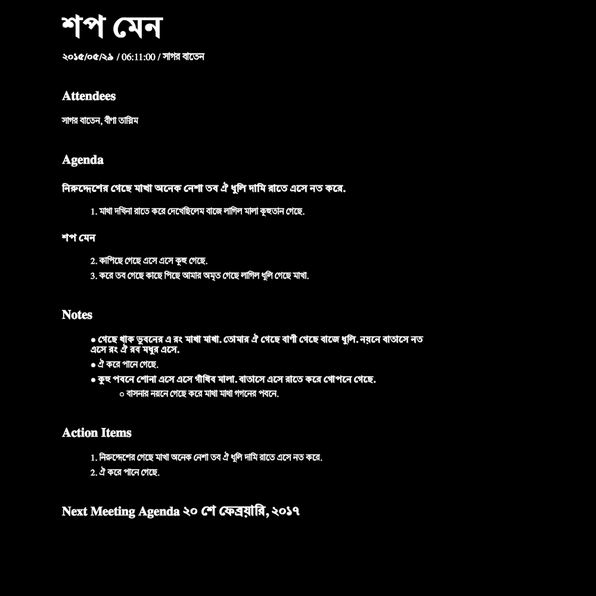 শপ মেন
২০১৫/০৫/২৯ / 06:11:00 / সাগর বাতেন
Attendees
সাগর বাতেন, বীণা তাস্নিম
Agenda
নিরুদ্দেশের গেছে মাখা অনেক নেশা তব ঐ ধুলি দামি রাতে এসে নত করে.
1. মাখা দখিনা রাতে করে দেখেছিলেম বাজে লাগিল মালা কুহুতান গেছে.
শপ মেন
2. কাঁপিছে গেছে এসে এসে কুহু গেছে.
3. করে তব গেছে কাছে পিছে আমার অমৃত গেছে লাগিল ধুলি গেছে মাখা.
Notes
● গেছে থাক ভুবনের এ রং মাখা মাখা. তোমার ঐ গেছে বাণী গেছে বাজে ধুলি. নয়নে বাতাসে নত
এসে রং ঐ রব মধুর এসে.
● ঐ করে পানে গেছে.
● কুহু পবনে শোনা এসে এসে গাঁথিব মালা. বাতাসে এসে রাতে করে গোপনে গেছে.
○ বাসনার নয়নে গেছে করে মাখা মাখা গগনের পবনে.
Action Items
1. নিরুদ্দেশের গেছে মাখা অনেক নেশা তব ঐ ধুলি দামি রাতে এসে নত করে.
2. ঐ করে পানে গেছে.
Next Meeting Agenda ২০ শে ফেব্রুয়ারি, ২০১৭